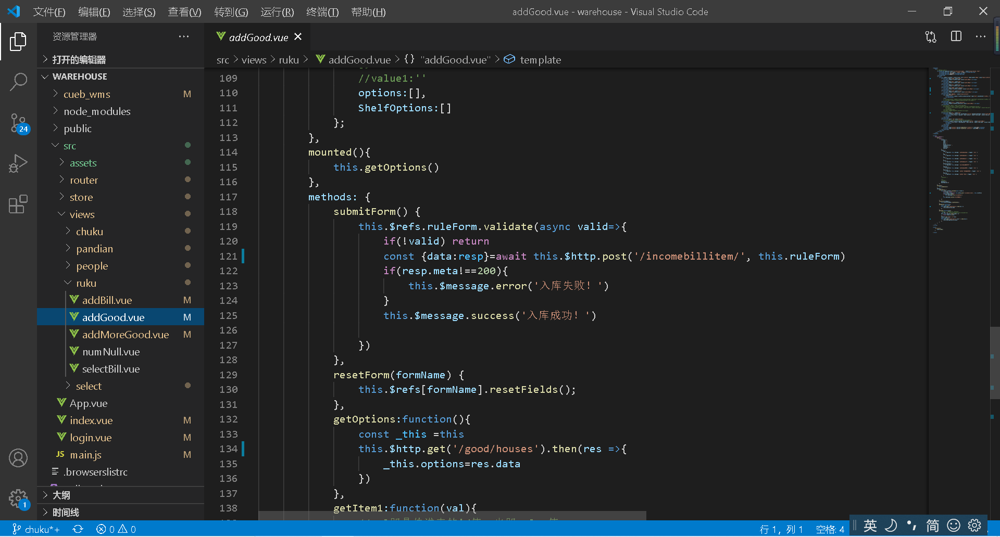 文件(F) 编辑(E) 选择(S) 查看(V) 转到(G) 运行(R) 终端(T) 帮助(H) addGood.vue - warehouse - Visual Studio Code
资源管理器 ...
addGood.vue
打开的编辑器
src > views > ruku > addGood.vue > {} "addGood.vue" > template
WAREHOUSE
cueb_wms M
node_modules
public
src
assets
router
store
views
chuku
pandian
people
ruku
addBill.vue M
addGood.vue M
addMoreGood.vue M
numNull.vue
selectBill.vue
select
App.vue
index.vue M
login.vue M
JS main.js M
.browserslistrc
大纲
时间线
24
1
109 //value1:''
110 options:[],
111 ShelfOptions:[]
112 };
113 },
114 mounted(){
115 this.getOptions()
116 },
117 methods: {
118 submitForm() {
119 this.$refs.ruleForm.validate(async valid=>{
120 if(!valid) return
121 const {data:resp}=await this.$http.post('/incomebillitem/', this.ruleForm)
122 if(resp.meta!==200){
123 this.$message.error('入库失败！')
124 }
125 this.$message.success('入库成功！')
126
127 })
128 },
129 resetForm(formName) {
130 this.$refs[formName].resetFields();
131 },
132 getOptions:function(){
133 const _this =this
134 this.$http.get('/good/houses').then(res =>{
135 _this.options=res.data
136 })
137 },
138 getItem1:function(val){
chuku*+ 0 0 行 1，列 1 空格: 4
英 简